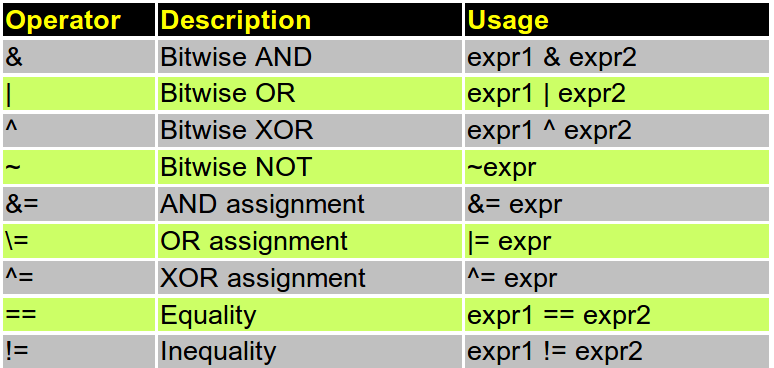 Operator Description Usage
& Bitwise AND expr1 & expr2
| Bitwise OR expr1 | expr2
^ Bitwise XOR expr1 ^ expr2
~ Bitwise NOT ~expr
&= AND assignment &= expr
\= OR assignment |= expr
^= XOR assignment ^= expr
== Equality expr1 == expr2
!= Inequality expr1 != expr2